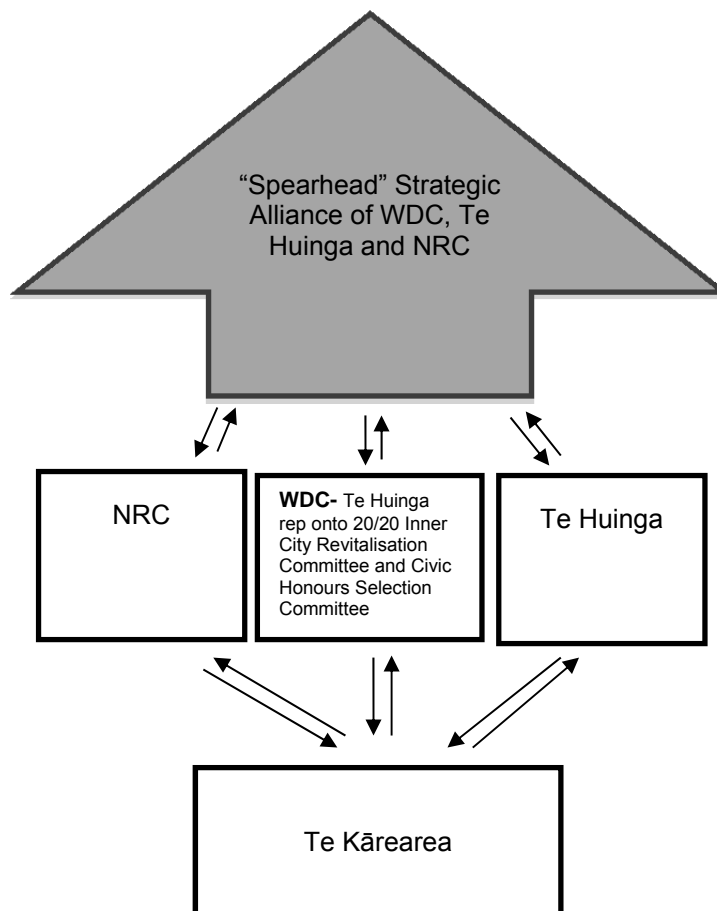 “Spearhead” Strategic
Alliance of WDC, Te
Huinga and NRC
NRC
WDC- Te Huinga
rep onto 20/20 Inner
City Revitalisation
Committee and Civic
Honours Selection
Committee
Te Huinga
Te Kārearea